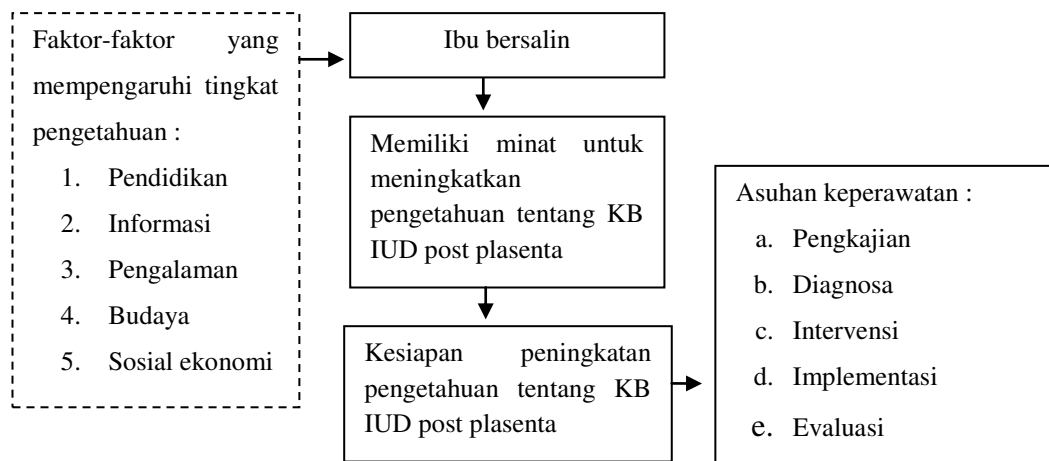 Faktor-faktor yang
mempengaruhi tingkat
pengetahuan :
1. Pendidikan
2. Informasi
3. Pengalaman
4. Budaya
5. Sosial ekonomi
Ibu bersalin
Memiliki minat untuk
meningkatkan
pengetahuan tentang KB
IUD post plasenta
Kesiapan peningkatan
pengetahuan tentang KB
IUD post plasenta
Asuhan keperawatan :
a. Pengkajian
b. Diagnosa
c. Intervensi
d. Implementasi
e. Evaluasi